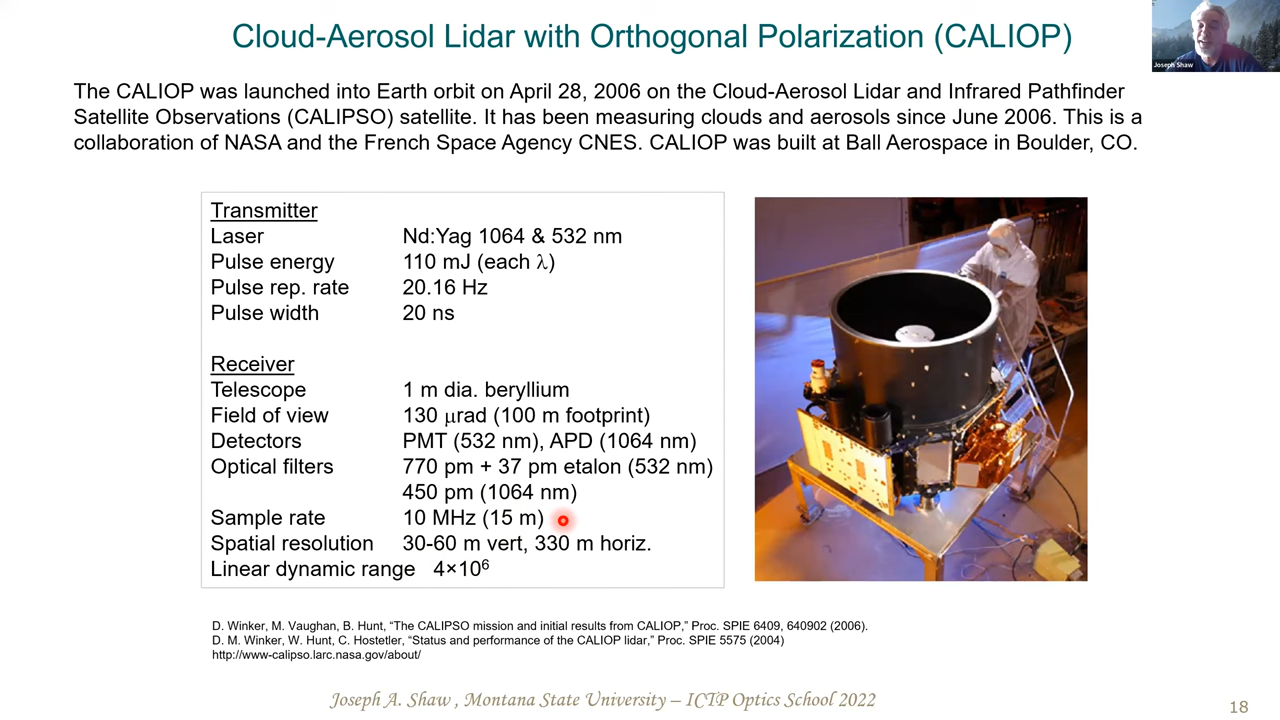 Cloud-Aerosol Lidar with Orthogonal Polarization (CALIOP)
Joseph Shaw
The CALIOP was launched into Earth orbit on April 28, 2006 on the Cloud-Aerosol Lidar and Infrared Pathfinder
Satellite Observations (CALIPSO) satellite. It has been measuring clouds and aerosols since June 2006. This is a
collaboration of NASA and the French Space Agency CNES. CALIOP was built at Ball Aerospace in Boulder, CO.
Transmitter
Laser Nd:Yag 1064 & 532 nm
Pulse energy 110 mJ (each λ)
Pulse rep. rate 20.16 Hz
Pulse width 20 ns
Receiver
Telescope 1 m dia. beryllium
Field of view 130 μrad (100 m footprint)
Detectors PMT (532 nm), APD (1064 nm)
Optical filters 770 pm + 37 pm etalon (532 nm)
450 pm (1064 nm)
Sample rate 10 MHz (15 m)
Spatial resolution 30-60 m vert, 330 m horiz.
Linear dynamic range 4×10⁶
D. Winker, M. Vaughan, B. Hunt, “The CALIPSO mission and initial results from CALIOP,” Proc. SPIE 6409, 640902 (2006).
D. M. Winker, W. Hunt, C. Hostetler, “Status and performance of the CALIOP lidar,” Proc. SPIE 5575 (2004)
http://www-calipso.larc.nasa.gov/about/
Joseph A. Shaw , Montana State University – ICTP Optics School 2022
18